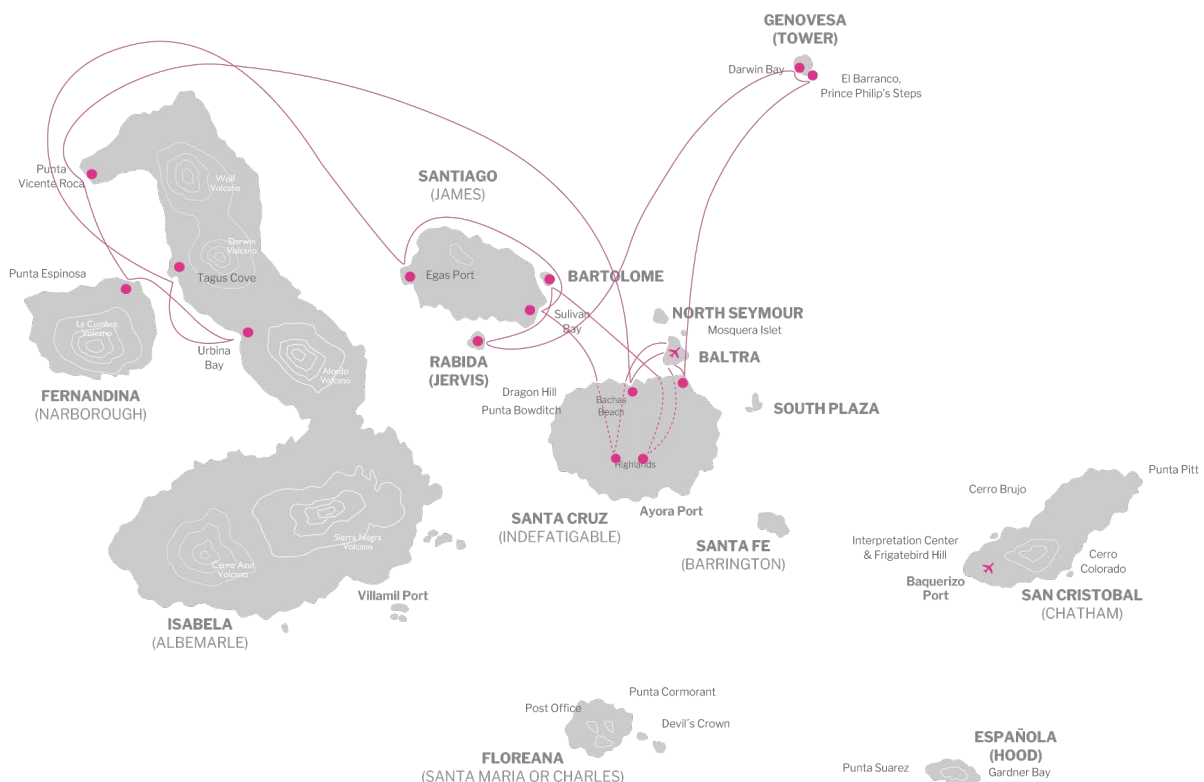 GENOVESA
(TOWER)
Darwin Bay
El Barranco,
Prince Philip's Steps
Punta
Vicente Roca
Wolf
Volcano
SANTIAGO
(JAMES)
Darwin
Volcano
Tagus Cove
Egas Port
BARTOLOME
Punta Espinosa
La Cumbre
Volcano
Sulivan
Bay
NORTH SEYMOUR
Mosquera Islet
Urbina
Bay
RABIDA
(JERVIS)
BALTRA
Alcedo
Volcano
FERNANDINA
(NARBOROUGH)
Dragon Hill
Punta Bowditch
Bachas
Beach
SOUTH PLAZA
Highlands
Punta Pitt
Cerro Brujo
SANTA CRUZ
(INDEFATIGABLE)
Ayora Port
Sierra Negra
Volcano
SANTA FE
(BARRINGTON)
Interpretation Center
& Frigatebird Hill
Cerro
Colorado
Cerro Azul
Volcano
Baquerizo
Port
Villamil Port
SAN CRISTOBAL
(CHATHAM)
ISABELA
(ALBEMARLE)
Punta Cormorant
Post Office
Devil´s Crown
FLOREANA
(SANTA MARIA OR CHARLES)
ESPAÑOLA
(HOOD)
Punta Suarez
Gardner Bay